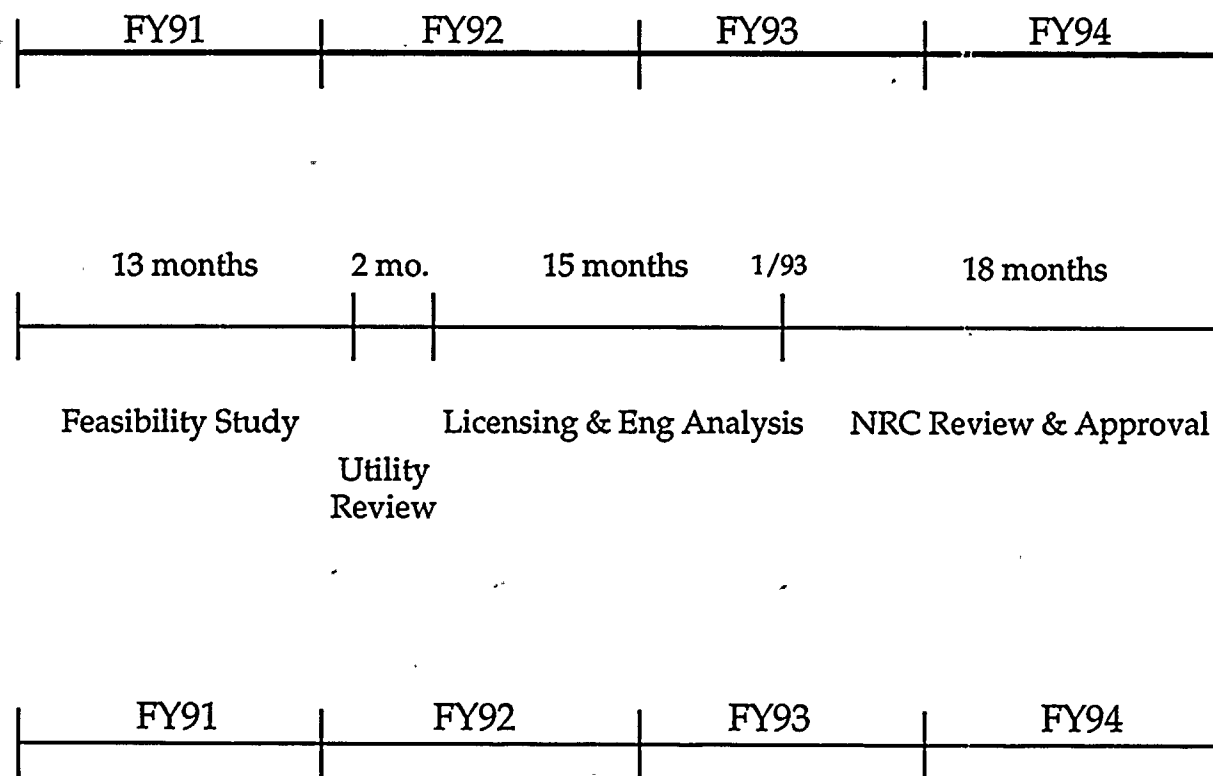 FY91 FY92 FY93 FY94
13 months 2 mo. 15 months 1/93 18 months
Feasibility Study Licensing & Eng Analysis NRC Review & Approval
Utility
Review
FY91 FY92 FY93 FY94